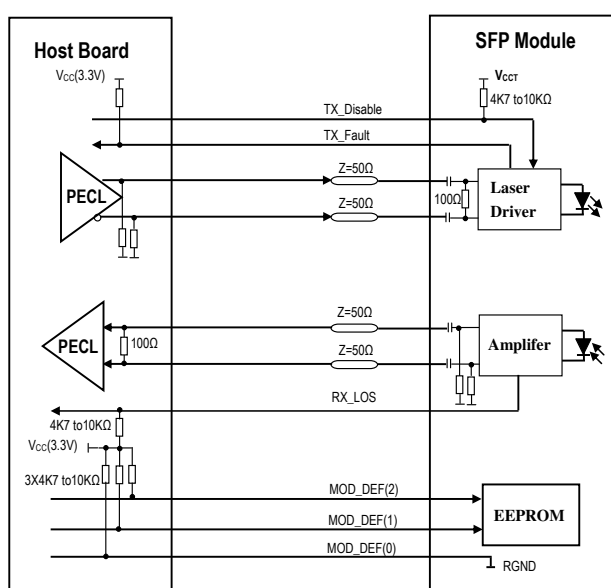 Host Board
SFP Module
Vcc(3.3V)
VCCT
4K7 to10KΩ
TX_Disable
TX_Fault
PECL
Z=50Ω
Z=50Ω
100Ω
Laser
Driver
PECL
100Ω
Z=50Ω
Z=50Ω
Amplifer
RX_LOS
4K7 to10KΩ
Vcc(3.3V)
3X4K7 to10KΩ
MOD_DEF(2)
MOD_DEF(1)
MOD_DEF(0)
EEPROM
RGND